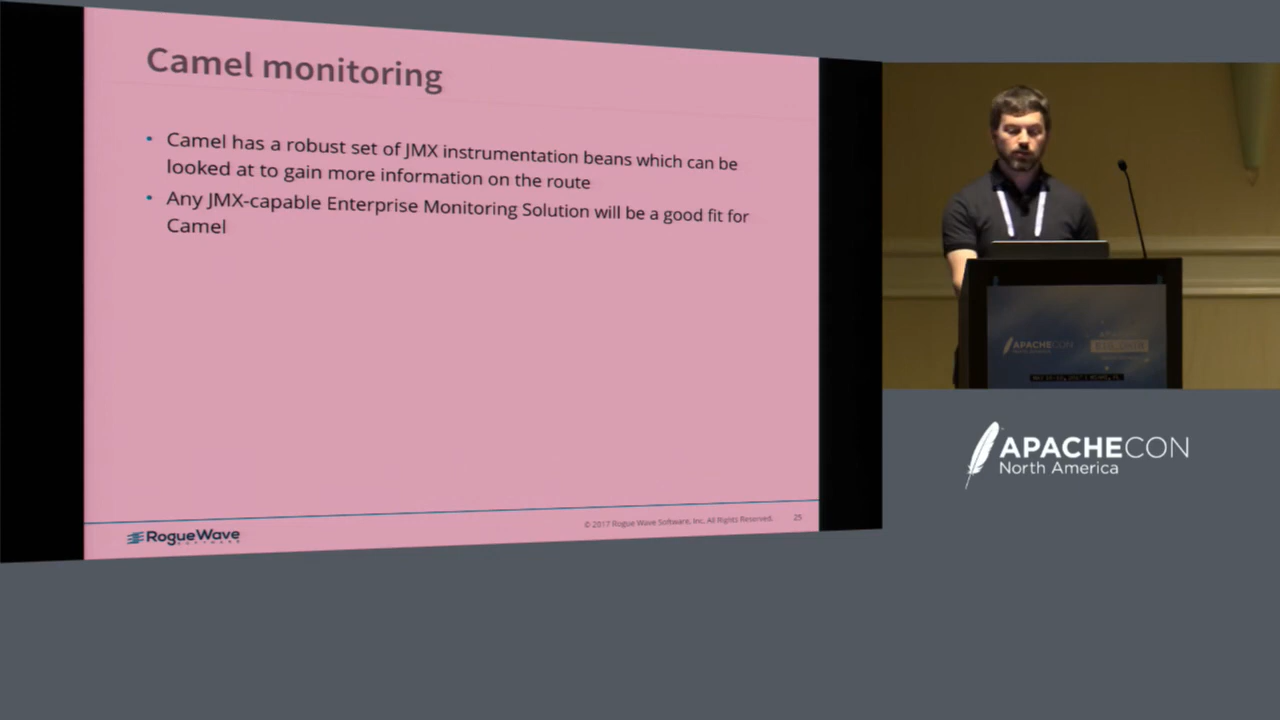 Camel monitoring
• Camel has a robust set of JMX instrumentation beans which can be
looked at to gain more information on the route
• Any JMX-capable Enterprise Monitoring Solution will be a good fit for
Camel
RogueWave
SOFTWARE
© 2017 Rogue Wave Software, Inc. All Rights Reserved.
25
APACHECON
APACHECON
North America